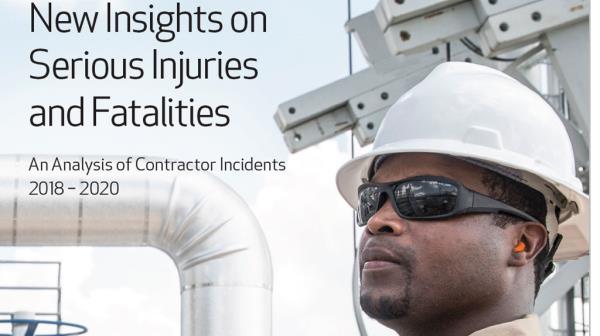 New Insights on
Serious Injuries
and Fatalities
An Analysis of Contractor Incidents
2018 – 2020